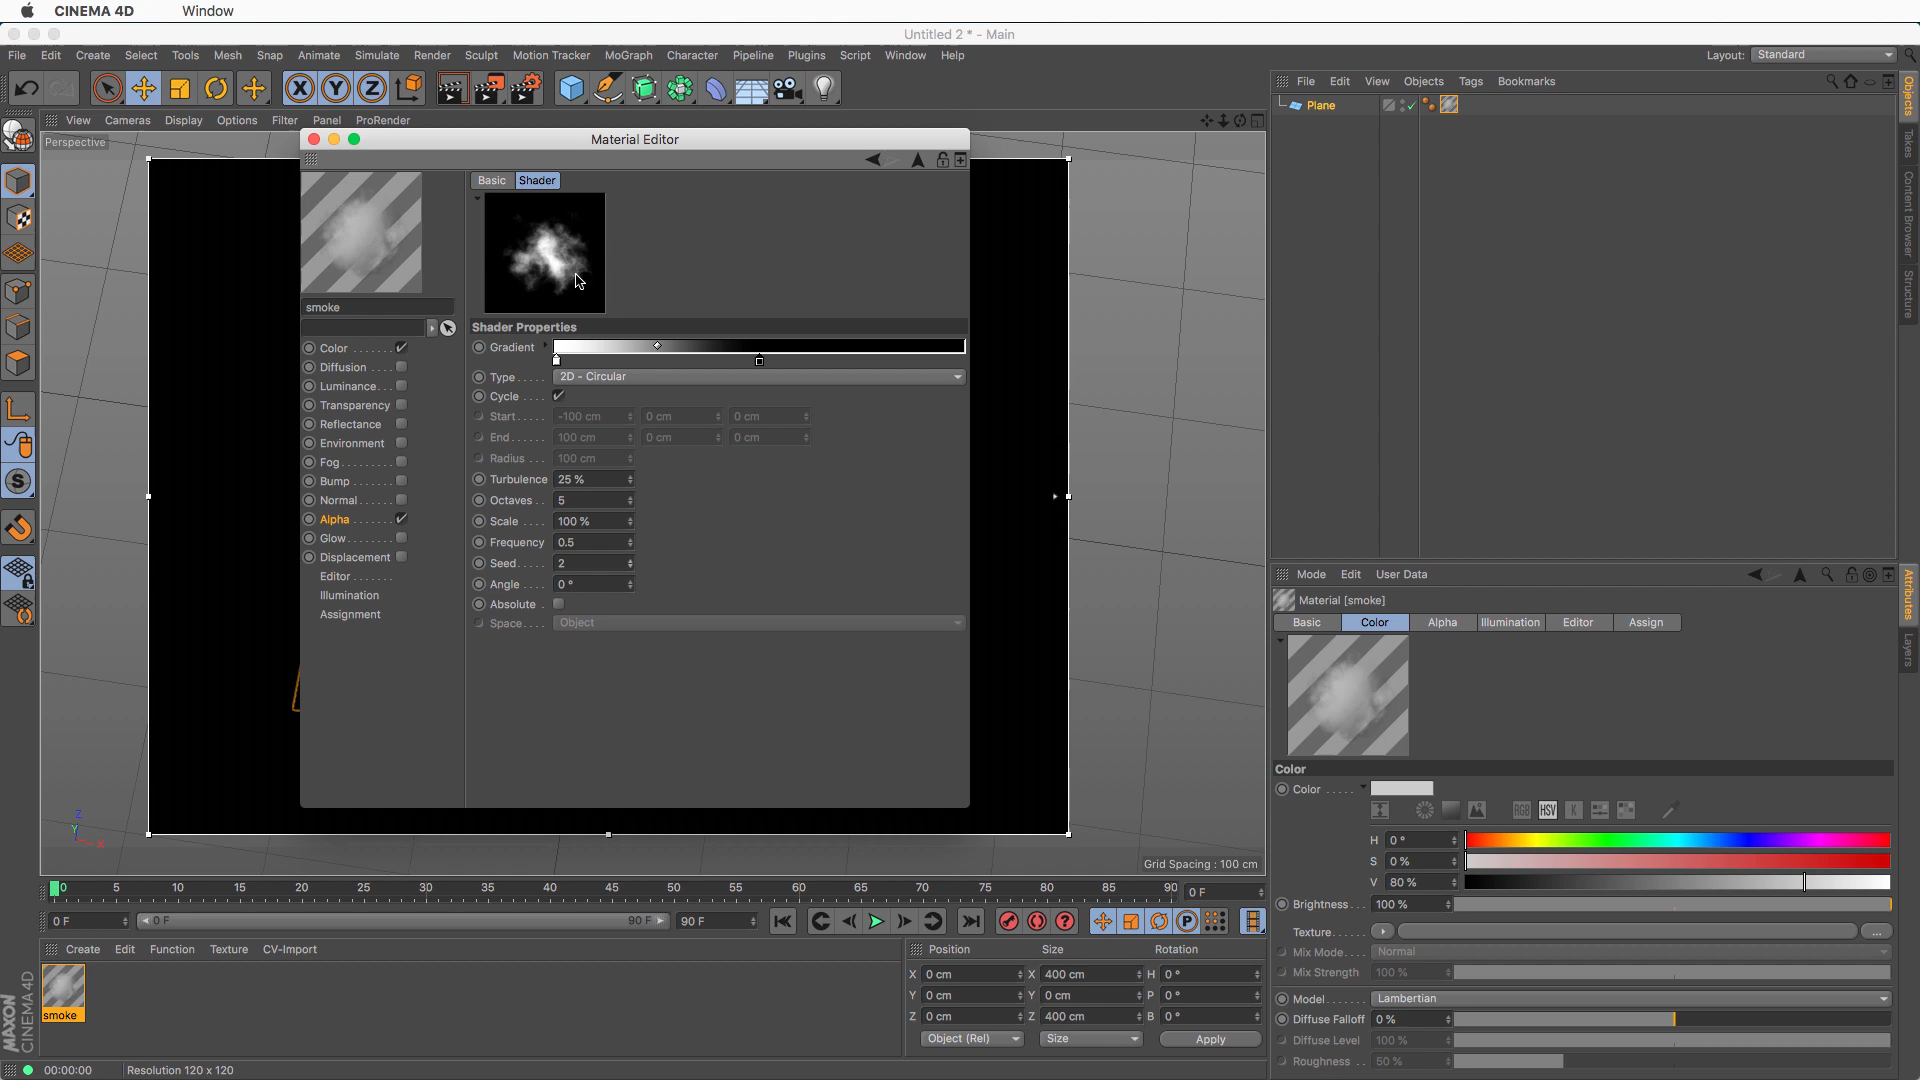 CINEMA 4D Window
Untitled 2 * - Main
File Edit Create Select Tools Mesh Snap Animate Simulate Render Sculpt Motion Tracker MoGraph Character Pipeline Plugins Script Window Help Layout: Standard
File Edit View Objects Tags Bookmarks
Plane
View Cameras Display Options Filter Panel ProRender
Perspective
Material Editor
Basic Shader
smoke
Shader Properties
Gradient
Type..... 2D - Circular
Cycle ....
Start..... -100 cm 0 cm 0 cm
End...... 100 cm 0 cm 0 cm
Radius ... 100 cm
Turbulence 25 %
Octaves.. 5
Scale .... 100 %
Frequency 0.5
Seed..... 2
Angle .... 0 °
Absolute .
Space.... Object
Color .......
Diffusion ....
Luminance...
Transparency
Reflectance
Environment
Fog.........
Bump .......
Normal......
Alpha .......
Glow........
Displacement
Editor .......
Illumination
Assignment
Grid Spacing : 100 cm
Objects
Takes
Content Browser
Structure
Mode Edit User Data
Material [smoke]
Basic Color Alpha Illumination Editor Assign
Attributes
Layers
Color
Color .....
RGB HSV K
H 0 °
S 0 %
V 80 %
Brightness... 100 %
Texture...... ...
Mix Mode.... Normal
Mix Strength 100 %
Model....... Lambertian
Diffuse Falloff 0 %
Diffuse Level 100 %
Roughness .. 50 %
0 5 10 15 20 25 30 35 40 45 50 55 60 65 70 75 80 85 90 0 F
0 F 0 F 90 F 90 F
Create Edit Function Texture CV-Import
smoke
Position Size Rotation
X 0 cm X 400 cm H 0 °
Y 0 cm Y 0 cm P 0 °
Z 0 cm Z 400 cm B 0 °
Object (Rel) Size Apply
MAXON
CINEMA 4D
00:00:00 Resolution 120 x 120
X
Y
Z
S
P
?
Z
Y
X